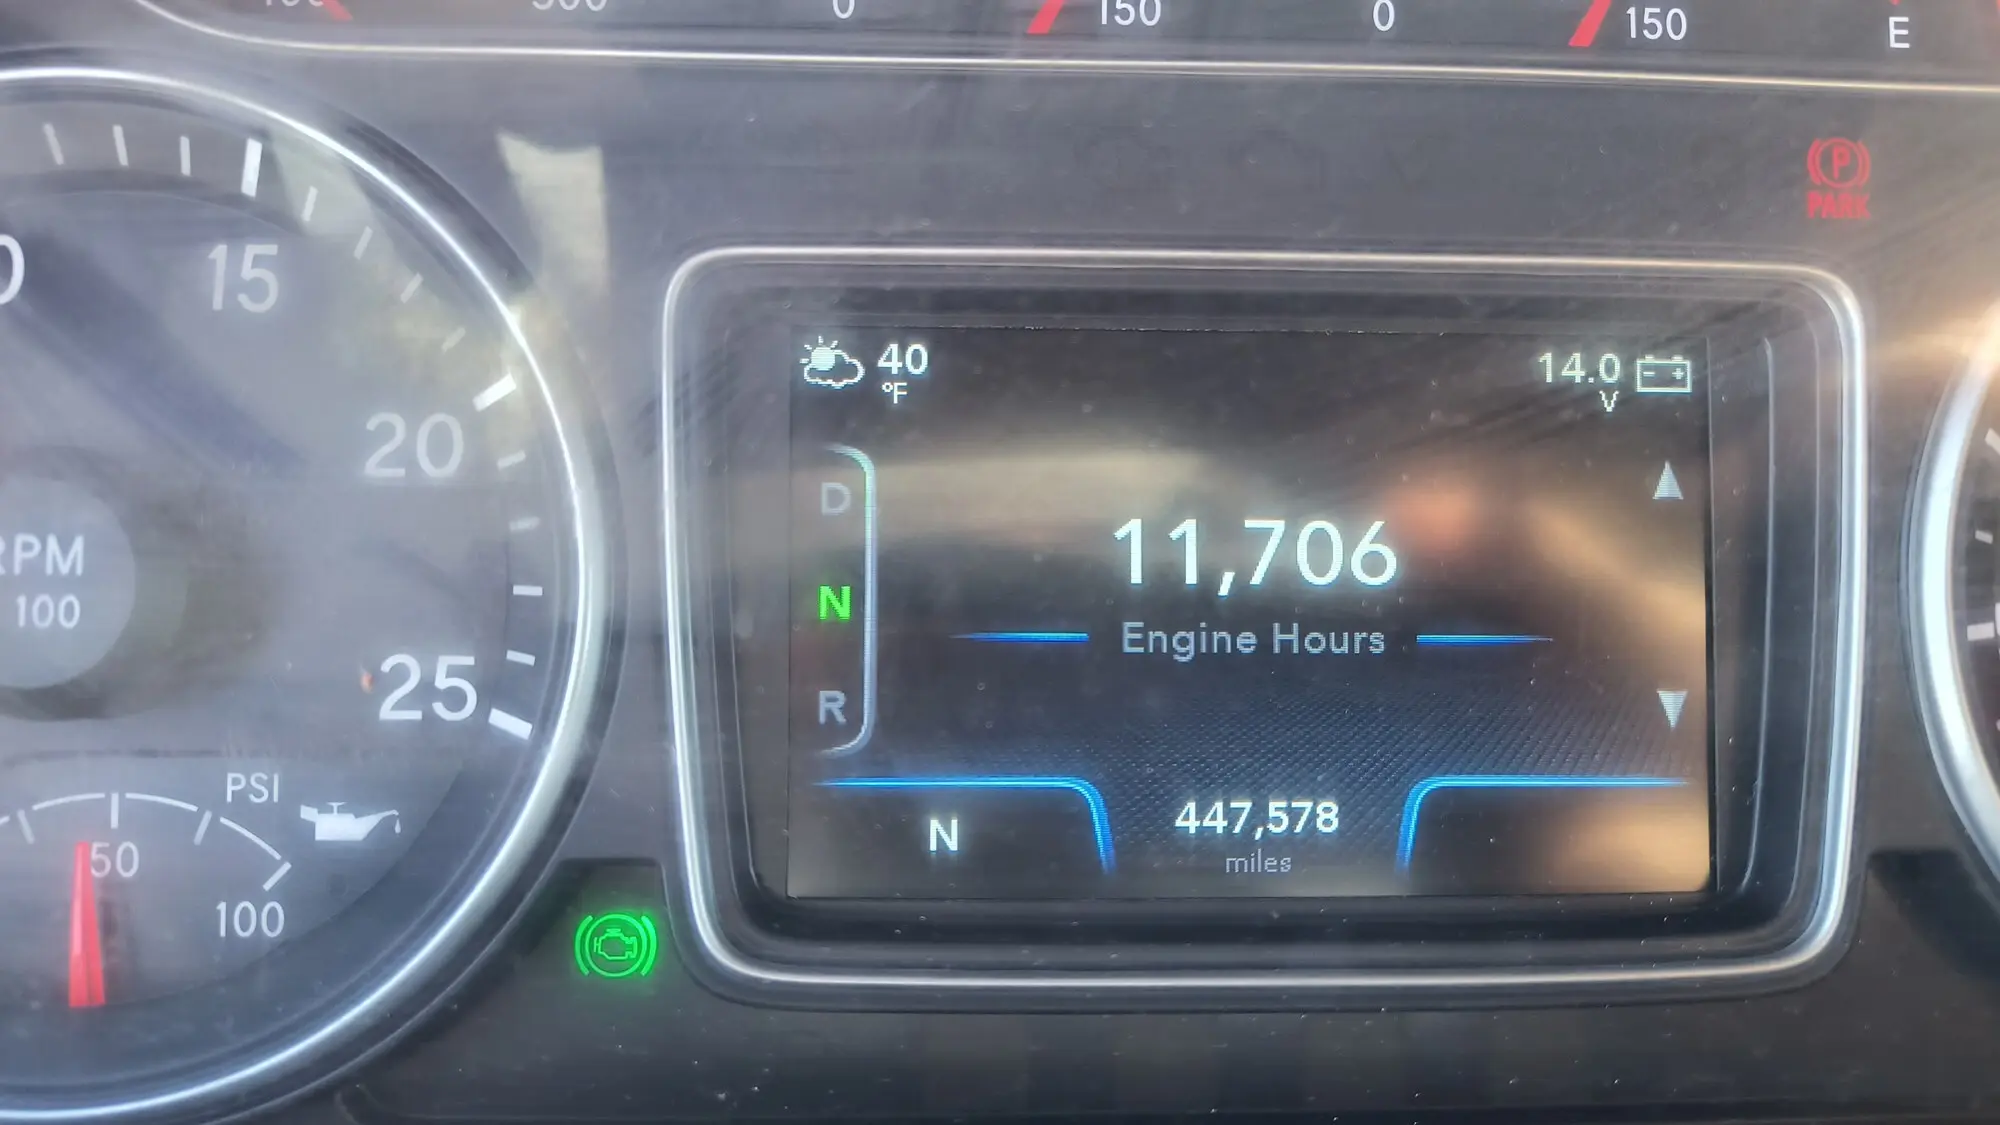 0
150
0
150
E
PARK
15
20
25
RPM
100
PSI
50
100
40
°F
14.0
V
D
N
R
11,706
Engine Hours
N
447,578
miles